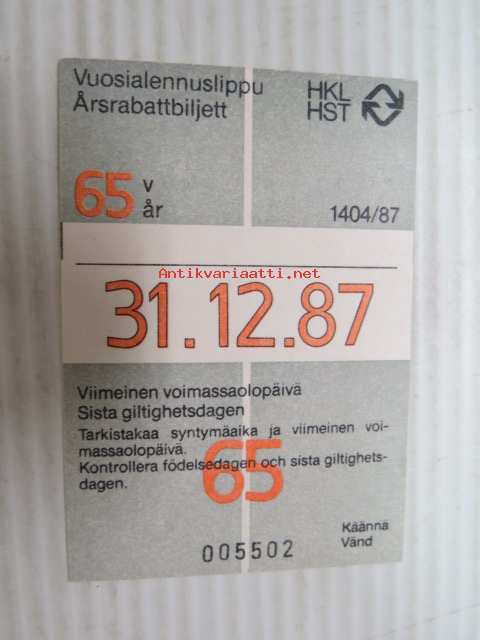 Vuosialennuslippu
Årsrabattbiljett
HKL
HST
65 v
år
1404/87
Antikvariaatti.net
31.12.87
Viimeinen voimassaolopäivä
Sista giltighetsdagen
Tarkistakaa syntymäaika ja viimeinen voi-
massaolopäivä.
Kontrollera födelsedagen och sista giltighets-
dagen.
65
005502
Käännä
Vänd